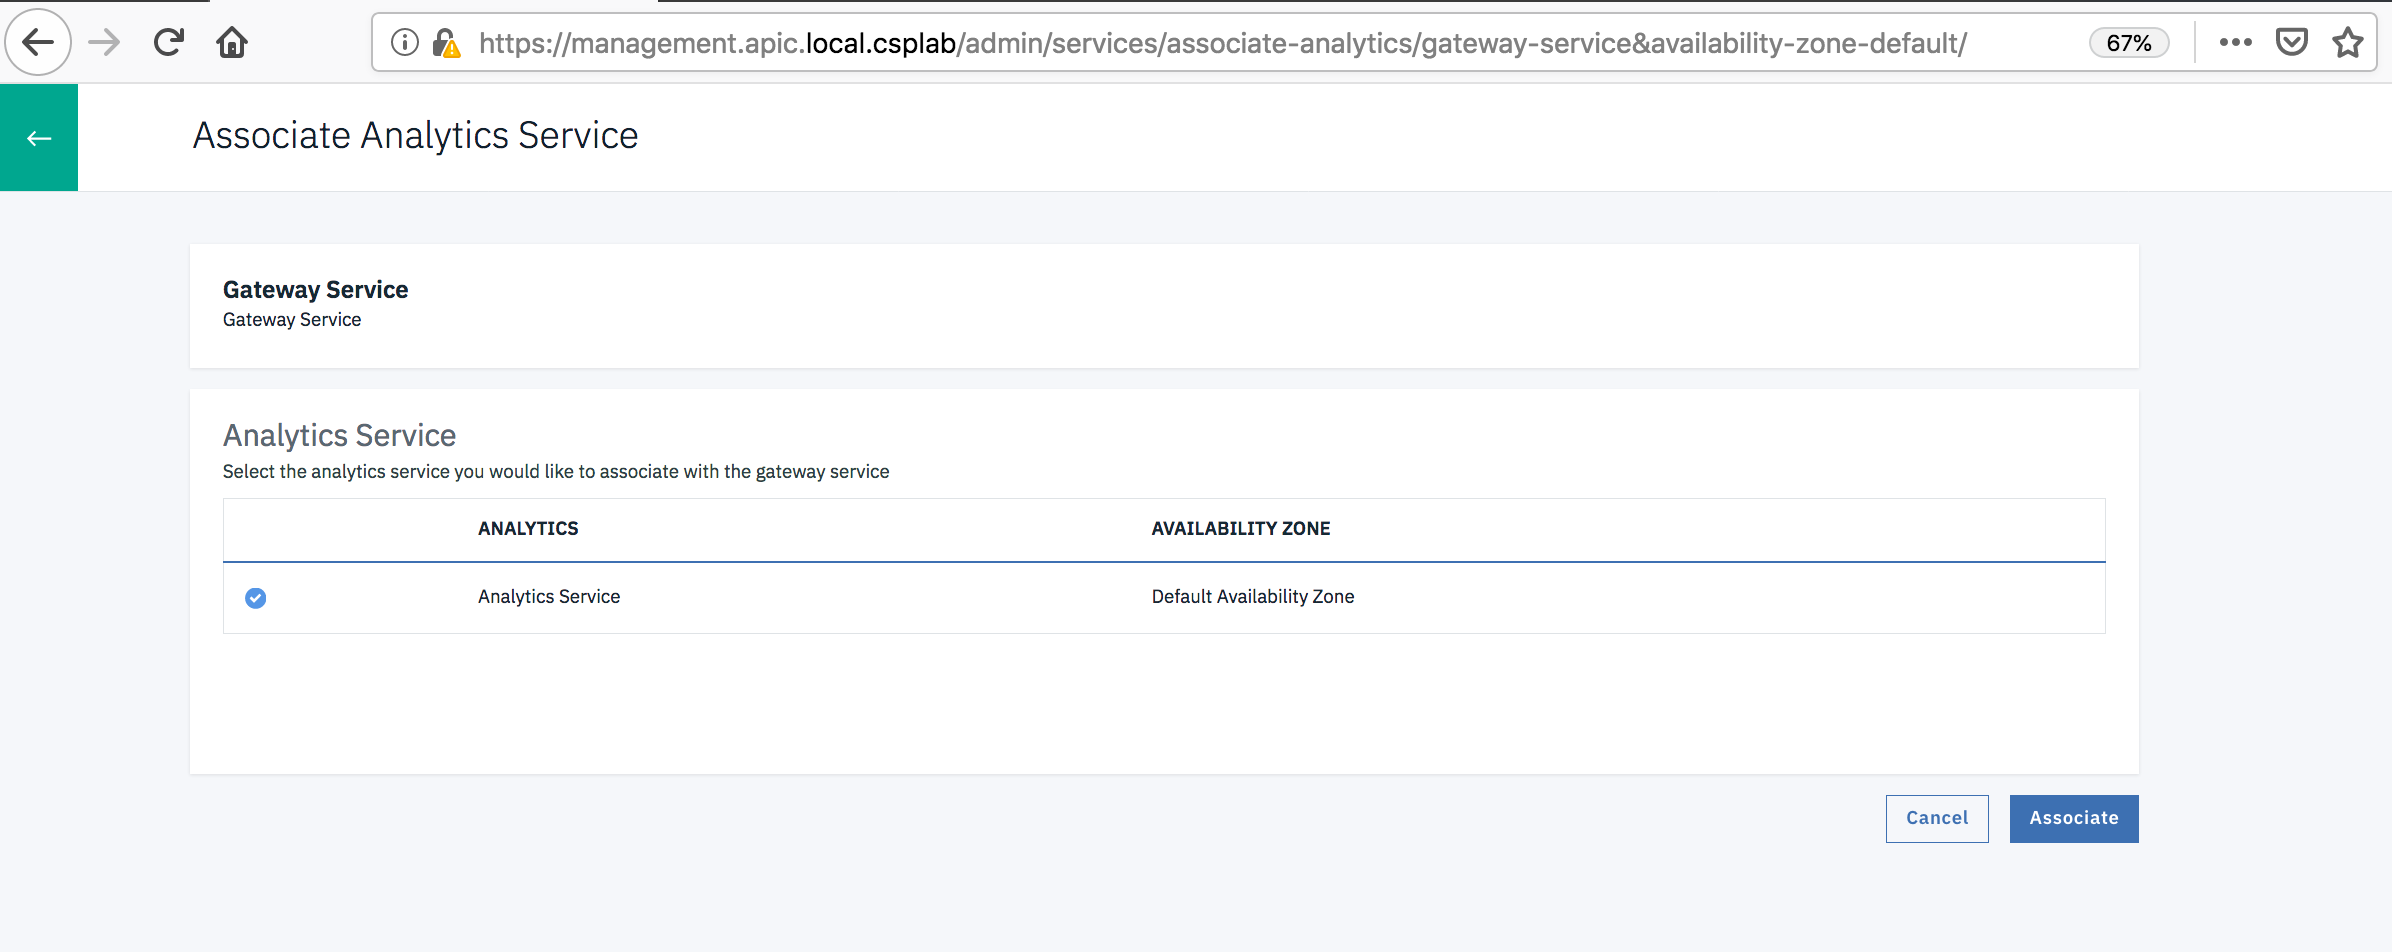 https://management.apic.local.csplab/admin/services/associate-analytics/gateway-service&availability-zone-default/
67%
Associate Analytics Service
Gateway Service
Gateway Service
Analytics Service
Select the analytics service you would like to associate with the gateway service
ANALYTICS AVAILABILITY ZONE
Analytics Service Default Availability Zone
Cancel Associate